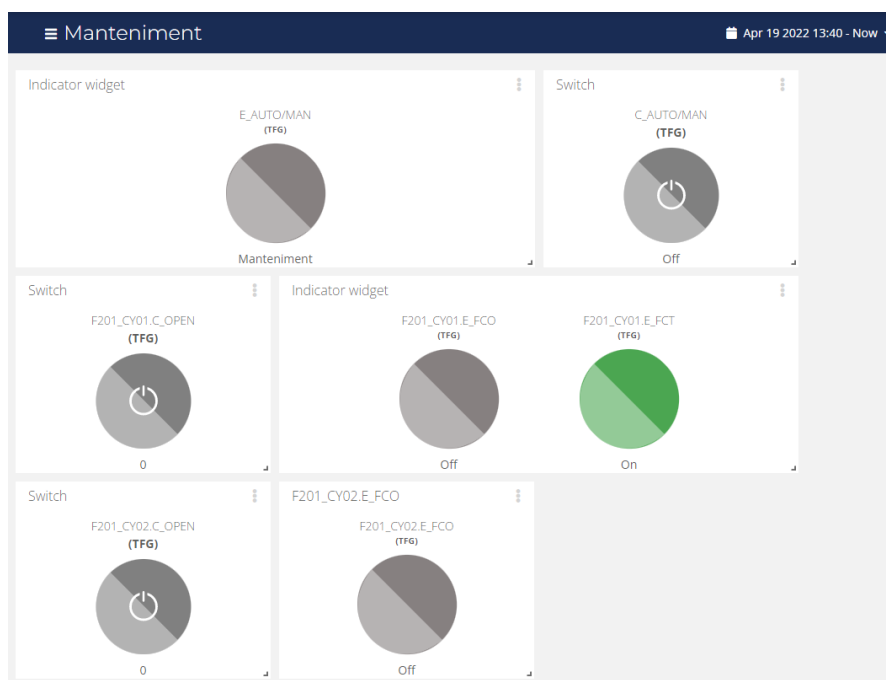 Manteniment
Apr 19 2022 13:40 - Now
Indicator widget
E_AUTO/MAN
(TFG)
Manteniment
Switch
C_AUTO/MAN
(TFG)
Off
Switch
F201_CY01.C_OPEN
(TFG)
0
Indicator widget
F201_CY01.E_FCO
(TFG)
Off
F201_CY01.E_FCT
(TFG)
On
Switch
F201_CY02.C_OPEN
(TFG)
0
F201_CY02.E_FCO
F201_CY02.E_FCO
(TFG)
Off